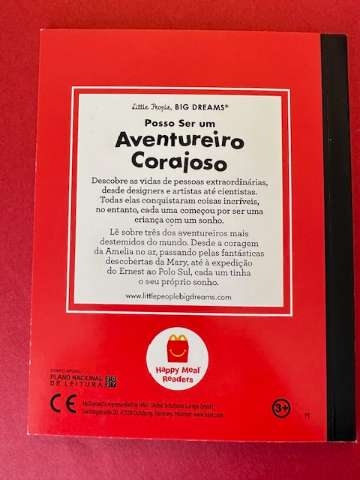 Little People, BIG DREAMS®
Posso Ser um
Aventureiro
Corajoso
Descobre as vidas de pessoas extraordinárias,
desde designers e artistas até cientistas.
Todas elas conquistaram coisas incríveis,
no entanto, cada uma começou por ser uma
criança com um sonho.
Lê sobre três dos aventureiros mais
destemidos do mundo. Desde a coragem
da Amelia no ar, passando pelas fantásticas
descobertas da Mary, até à expedição
do Ernest ao Polo Sul, cada um tinha
o seu próprio sonho.
www.littlepeoplebigdreams.com
Happy Meal
Readers
PLANO NACIONAL
DE LEITURA
CE
3+